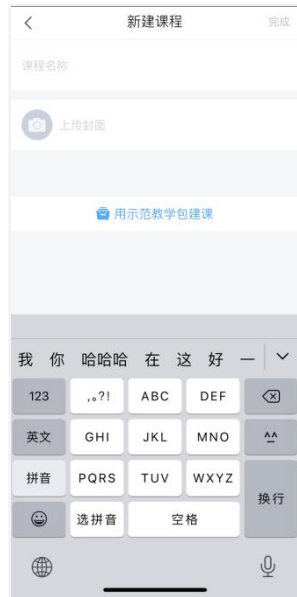 新建课程
完成
课程名称
上传封面
用示范教学包建课
我 你 哈哈哈 在 这 好 一
123 ,。?! ABC DEF
英文 GHI JKL MNO ^^
拼音 PQRS TUV WXYZ
换行
选拼音 空格